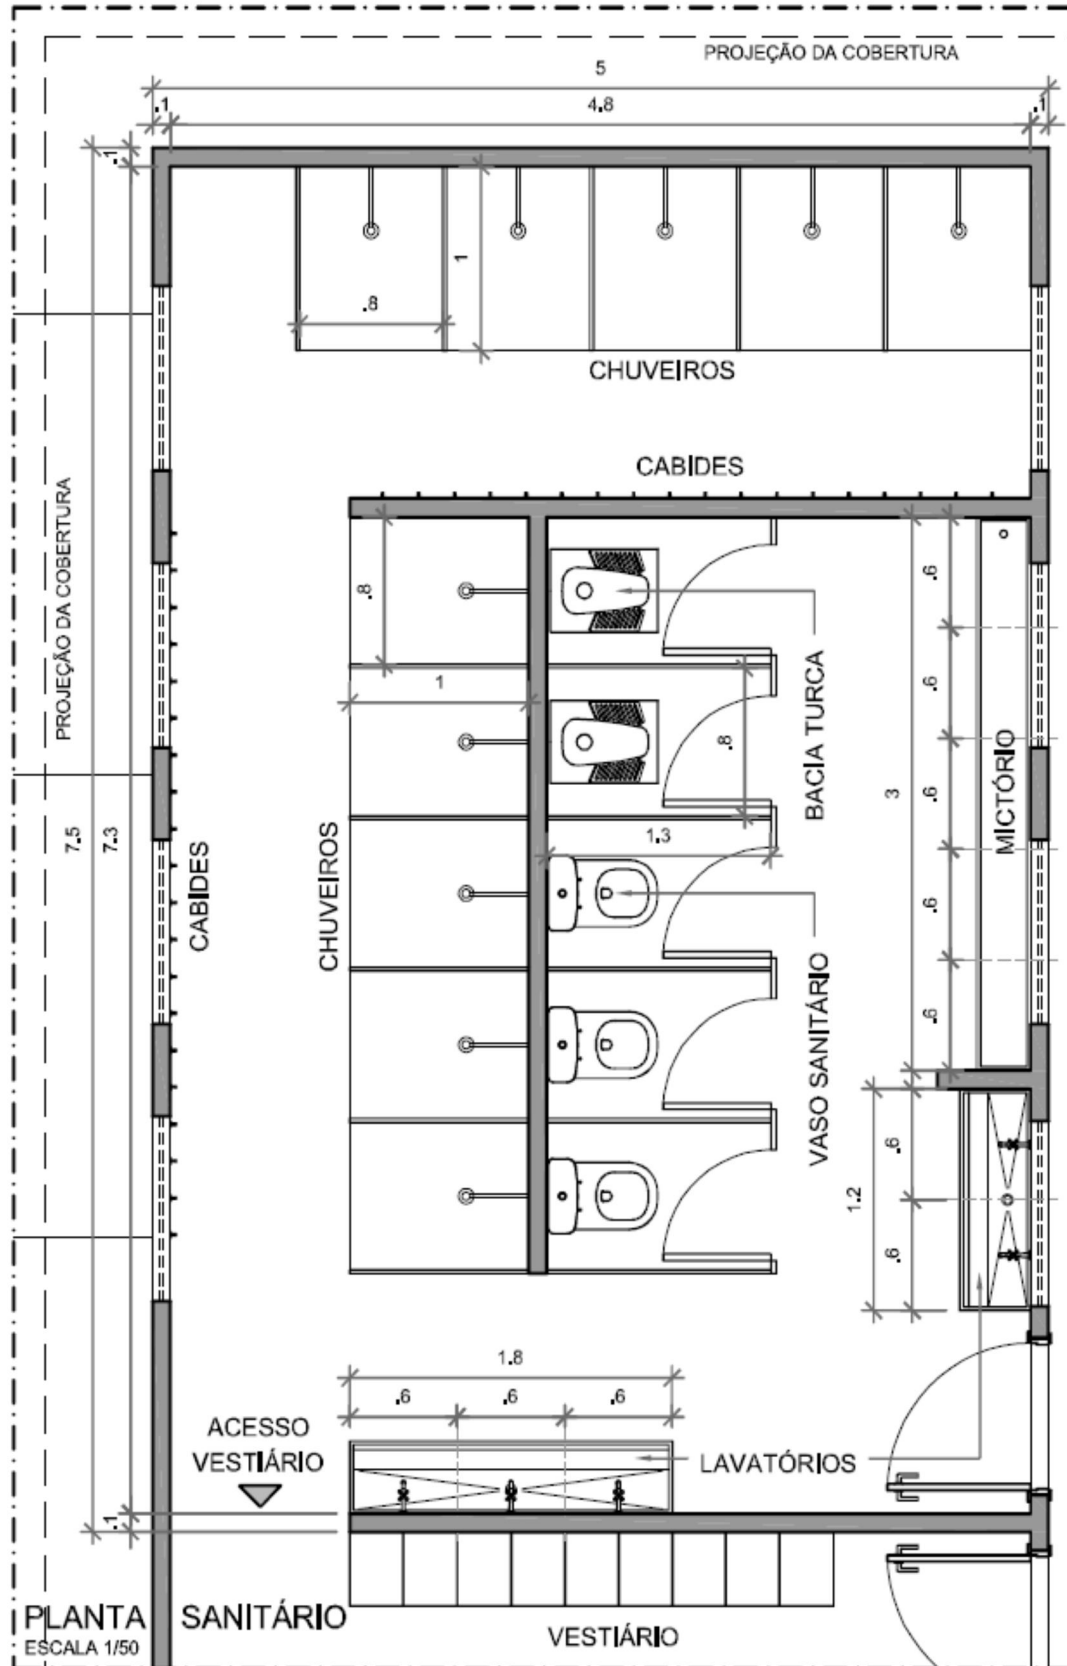 PROJEÇÃO DA COBERTURA
5
.1
4.8
.1
.1
1
.8
CHUVEIROS
CABIDES
PROJEÇÃO DA COBERTURA
.8
.6
1
BACIA TURCA
.6
.8
MICTÓRIO
3
.6
7.5
7.3
CABIDES
CHUVEIROS
1.3
.6
VASO SANITÁRIO
.6
.6
1.2
.6
1.8
.6
.6
.6
ACESSO
VESTIÁRIO
LAVATÓRIOS
.1
PLANTA SANITÁRIO
ESCALA 1/50
VESTIÁRIO